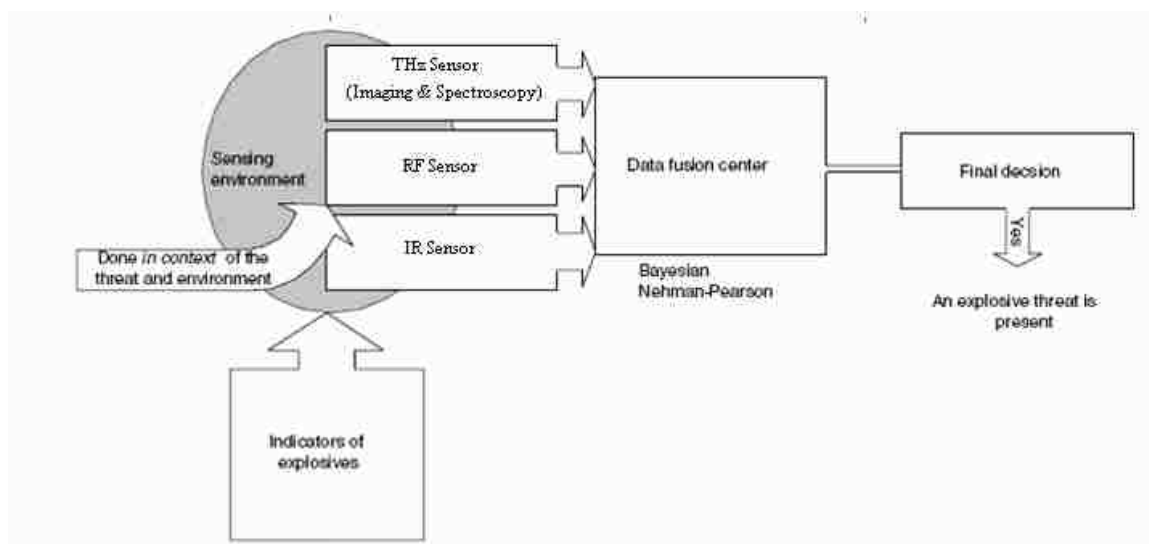 THz Sensor
(Imaging & Spectroscopy)
Sensing
environment
RF Sensor
Data fusion center
Final decsion
Yes
Done in context of the
threat and environment
IR Sensor
Bayesian
Nehman-Pearson
An explosive threat is
present
Indicators of
explosives